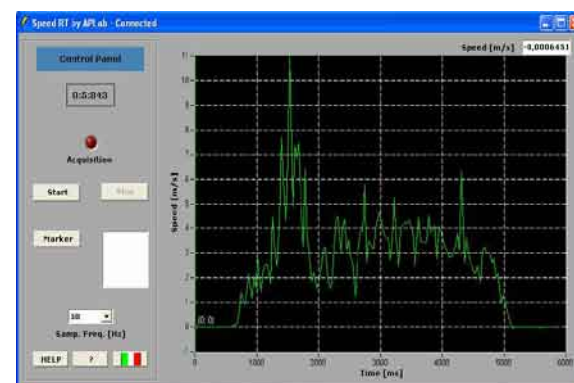 Speed RT by APLab - Connected
Control Panel
0:5:843
Acquisition
Start
Stop
Marker
Samp. Freq. [Hz]
HELP
?
Speed [m/s]
-0,0006451
Speed [m/s]
11
10
9
8
7
6
5
4
3
2
1
0
(0; 0)
0
1000
2000
3000
4000
5000
6000
Time [ms]